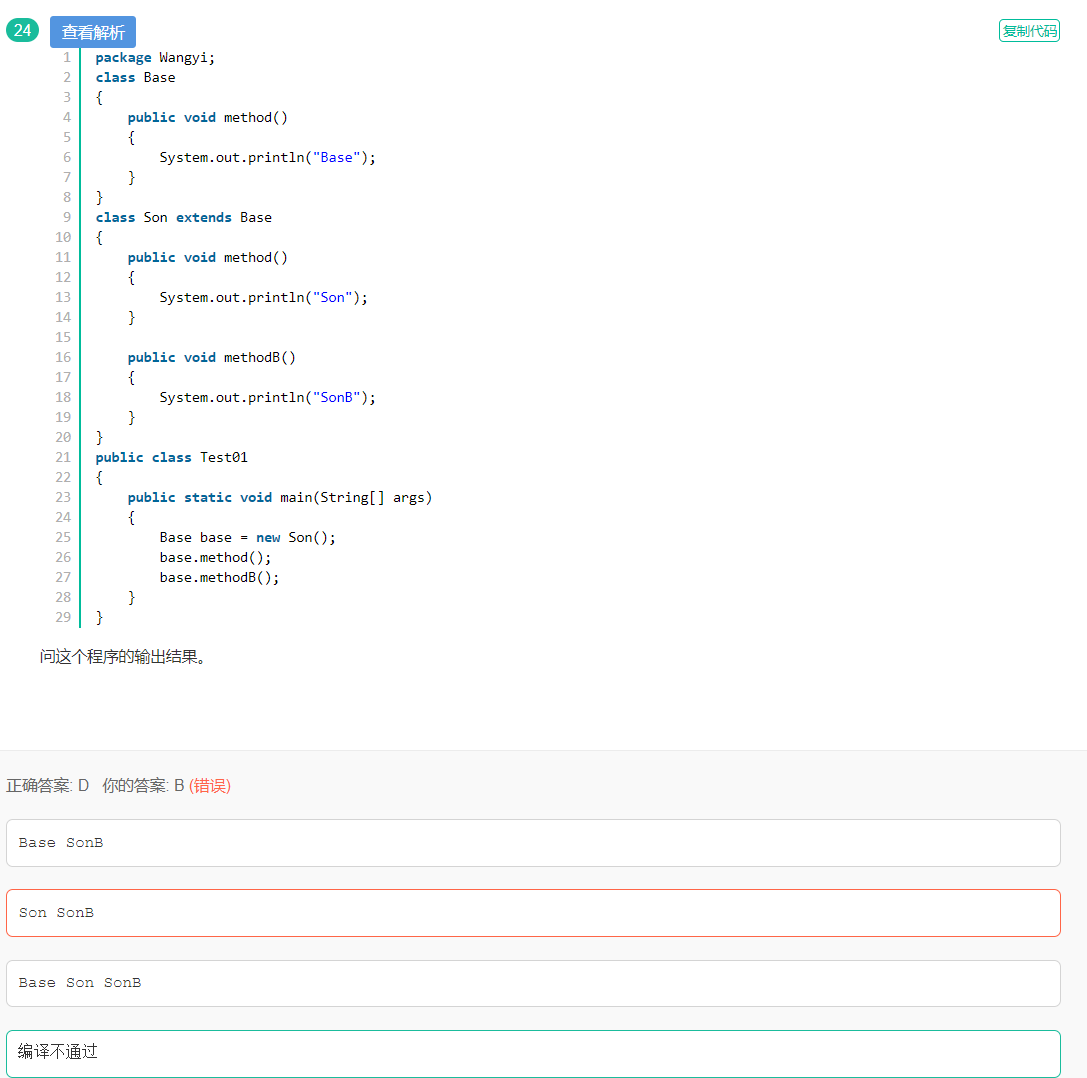 24 查看解析 复制代码
1 package Wangyi;
2 class Base
3 {
4     public void method()
5     {
6         System.out.println("Base");
7     }
8 }
9 class Son extends Base
10 {
11     public void method()
12     {
13         System.out.println("Son");
14     }
15
16     public void methodB()
17     {
18         System.out.println("SonB");
19     }
20 }
21 public class Test01
22 {
23     public static void main(String[] args)
24     {
25         Base base = new Son();
26         base.method();
27         base.methodB();
28     }
29 }
问这个程序的输出结果。
正确答案: D 你的答案: B (错误)
Base SonB
Son SonB
Base Son SonB
编译不通过